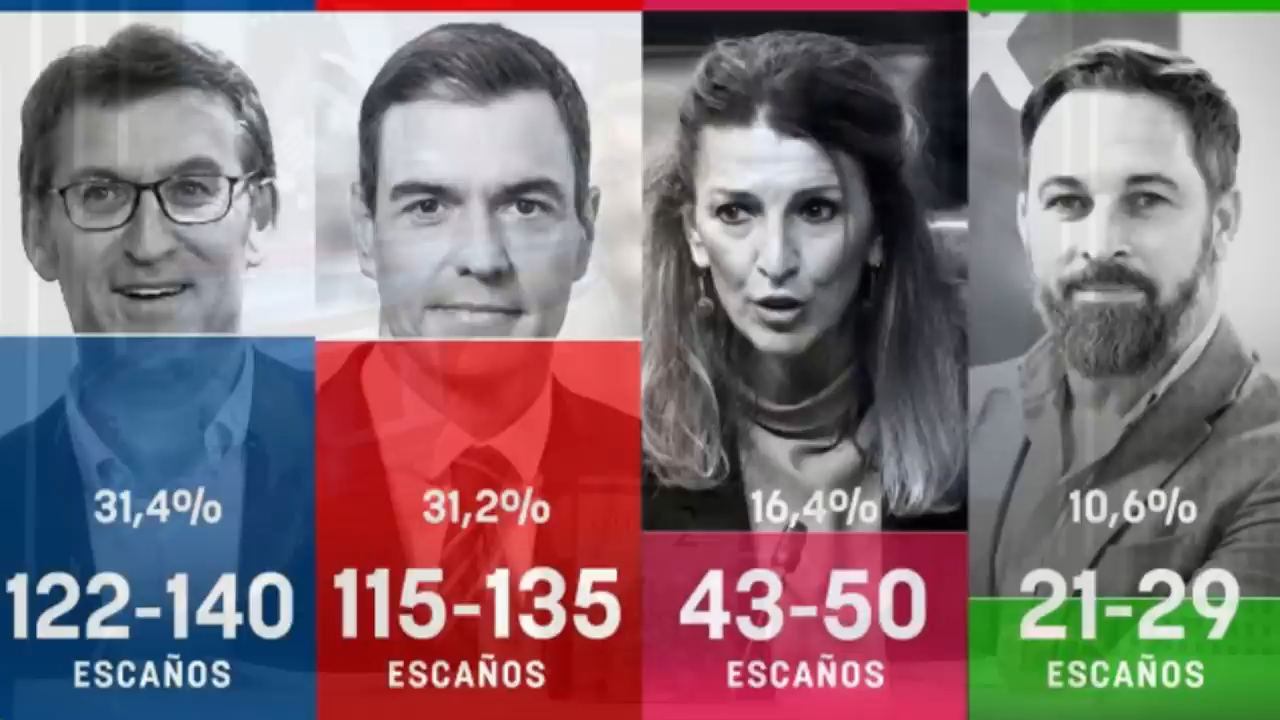 31,4%
122-140
ESCAÑOS
31,2%
115-135
ESCAÑOS
16,4%
43-50
ESCAÑOS
10,6%
21-29
ESCAÑOS